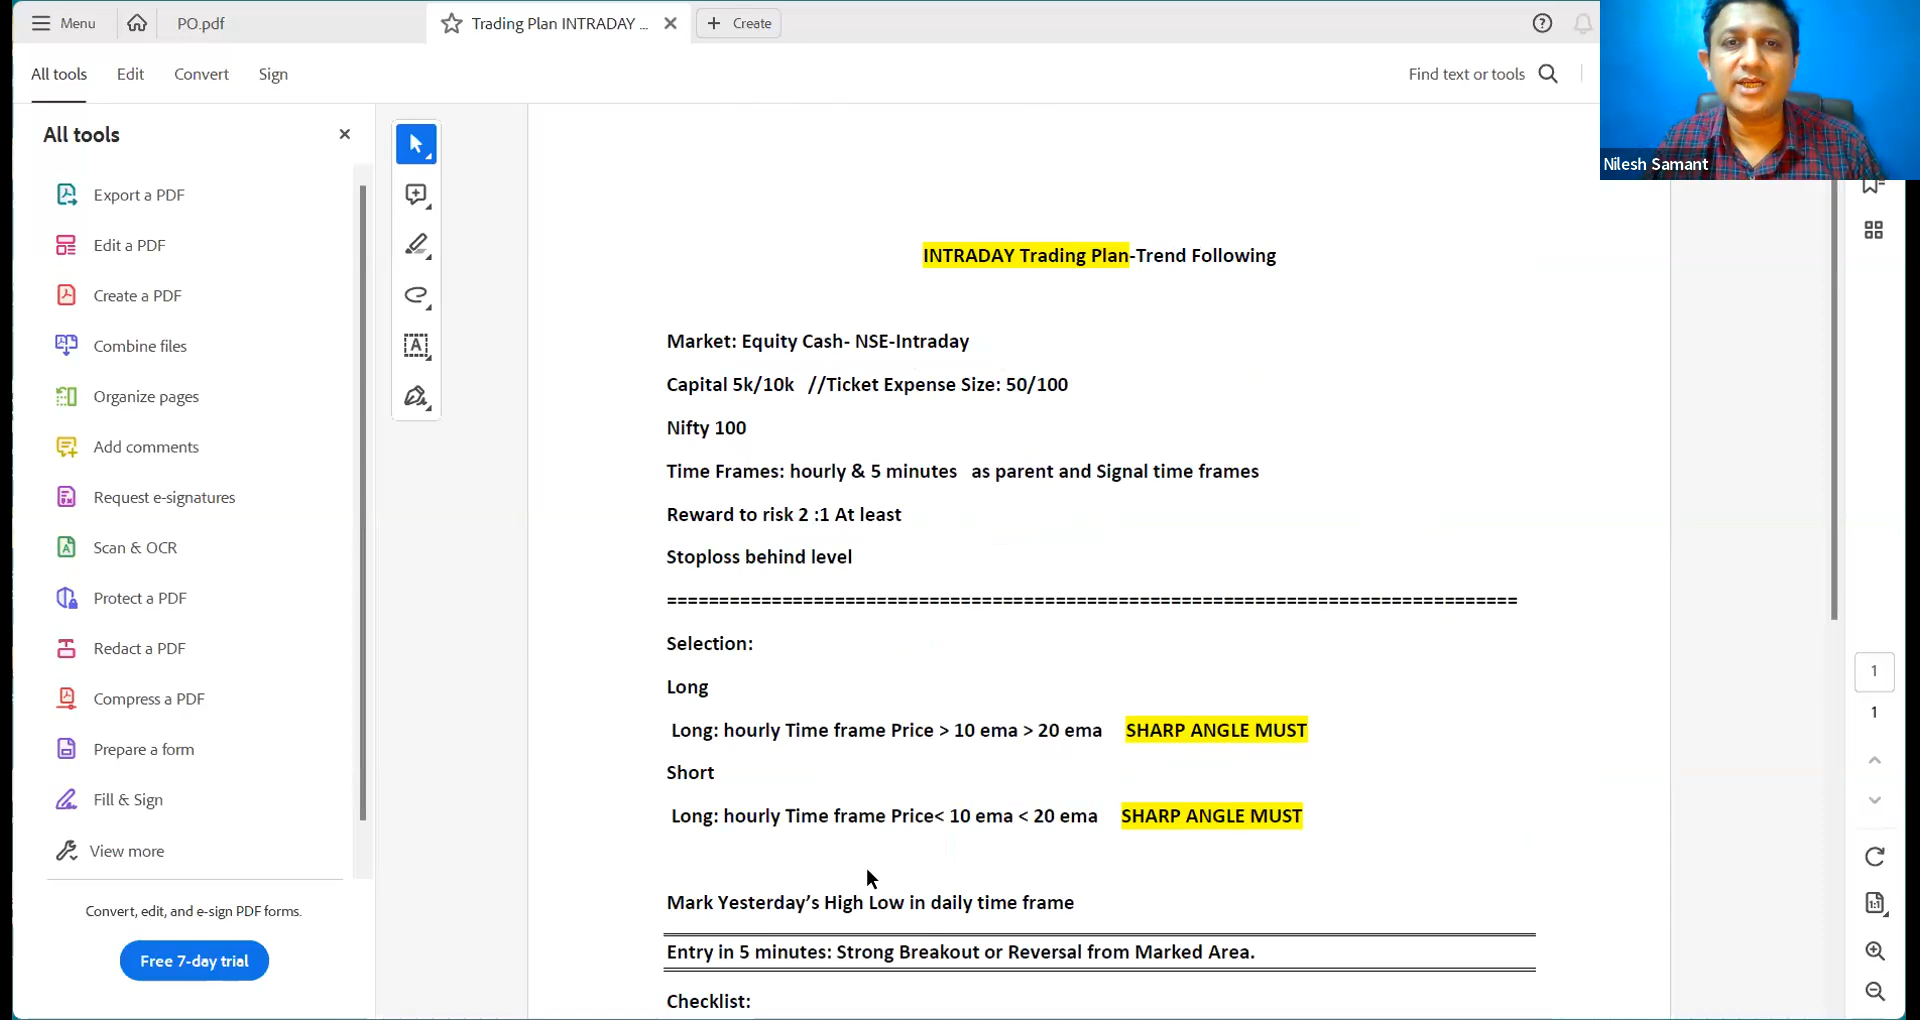 Menu
PO.pdf
Trading Plan INTRADAY ...
Create
All tools
Edit
Convert
Sign
Find text or tools
Nilesh Samant
All tools
Export a PDF
Edit a PDF
Create a PDF
Combine files
Organize pages
Add comments
Request e-signatures
Scan & OCR
Protect a PDF
Redact a PDF
Compress a PDF
Prepare a form
Fill & Sign
View more
Convert, edit, and e-sign PDF forms.
Free 7-day trial
INTRADAY Trading Plan-Trend Following
Market: Equity Cash- NSE-Intraday
Capital 5k/10k //Ticket Expense Size: 50/100
Nifty 100
Time Frames: hourly & 5 minutes as parent and Signal time frames
Reward to risk 2 :1 At least
Stoploss behind level
==================================================================================
Selection:
Long
Long: hourly Time frame Price > 10 ema > 20 ema SHARP ANGLE MUST
Short
Long: hourly Time frame Price< 10 ema < 20 ema SHARP ANGLE MUST
Mark Yesterday’s High Low in daily time frame
Entry in 5 minutes: Strong Breakout or Reversal from Marked Area.
Checklist:
1
1
1:1